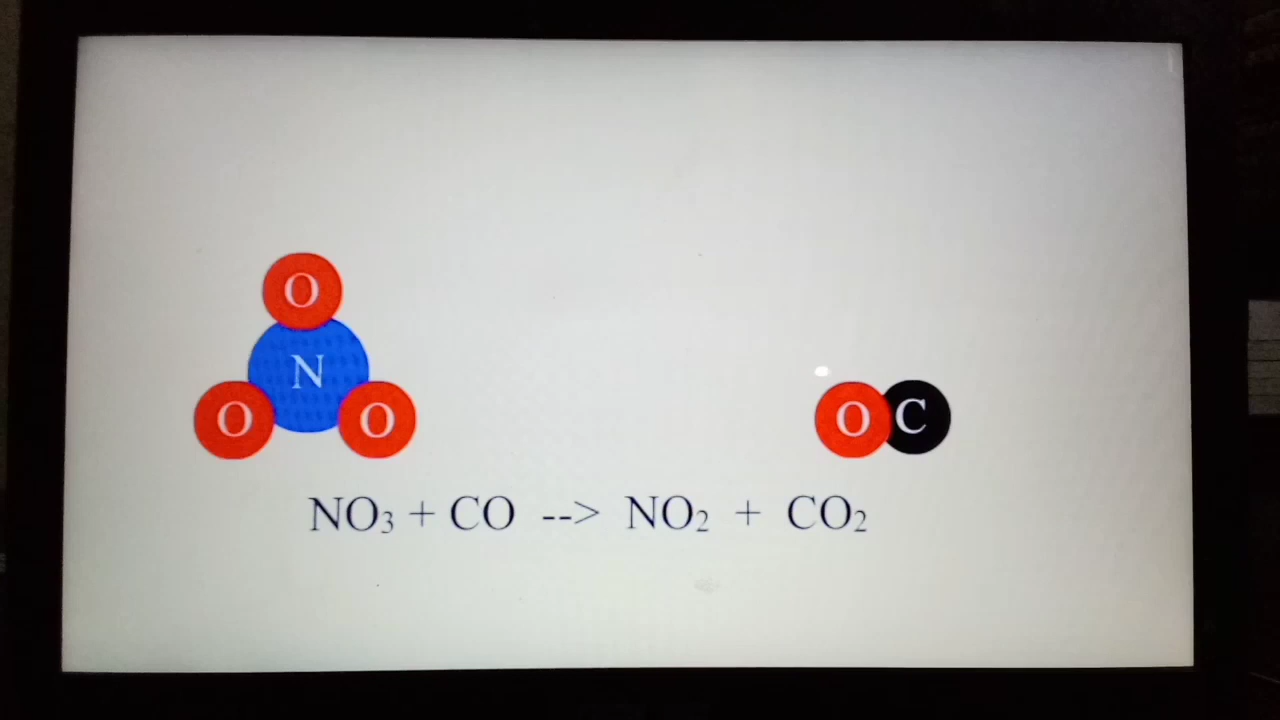 O
N
O O O C
NO₃ + CO --> NO₂ + CO₂